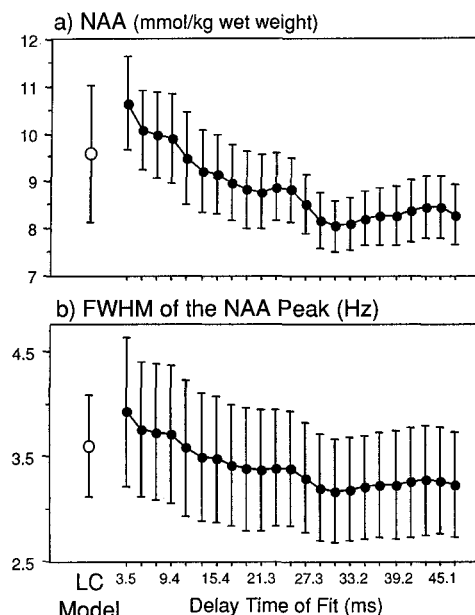 a) NAA (mmol/kg wet weight)
12
11
10
9
8
7
b) FWHM of the NAA Peak (Hz)
4.5
3.5
2.5
LC 3.5 9.4 15.4 21.3 27.3 33.2 39.2 45.1
Model Delay Time of Fit (ms)